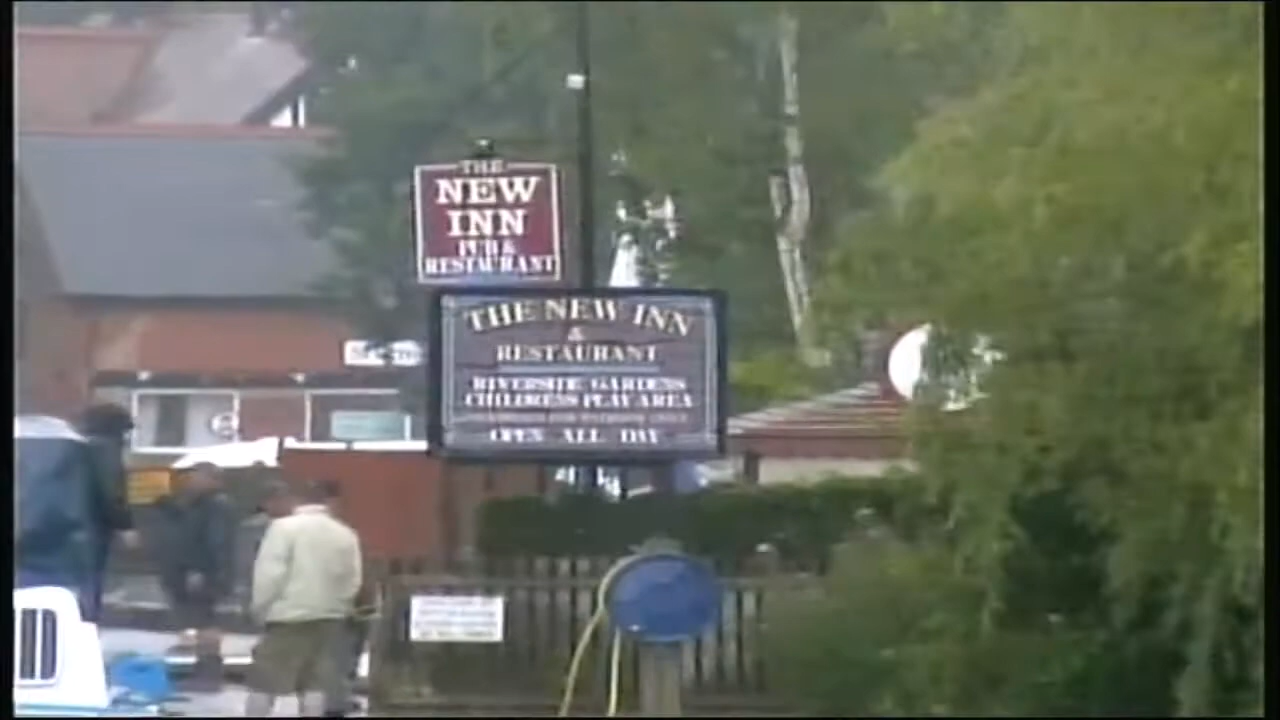 THE
NEW
INN
PUB &
RESTAURANT
THE NEW INN
&
RESTAURANT
RIVERSIDE GARDENS
CHILDRENS PLAY AREA
OPEN ALL DAY